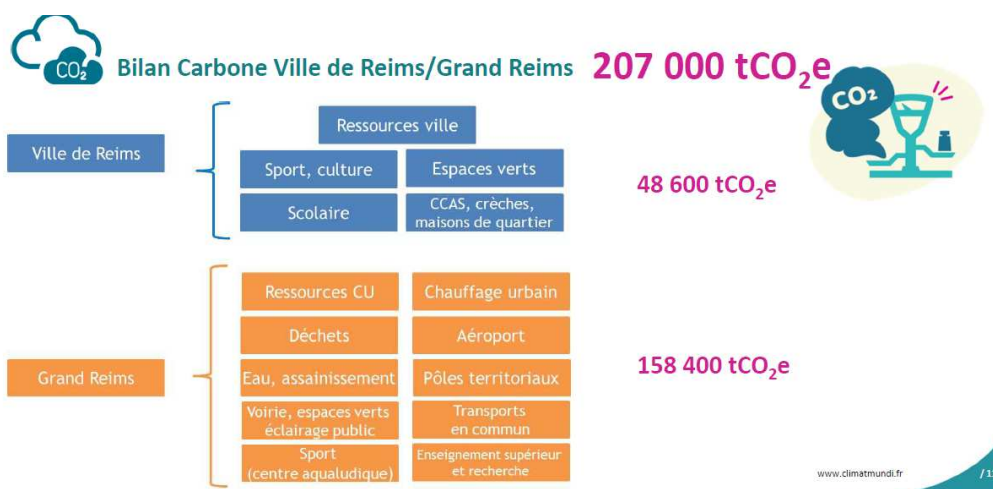 CO2
Bilan Carbone Ville de Reims/Grand Reims 207 000 tCO2e
CO2
Ville de Reims
Ressources ville
Sport, culture
Espaces verts
Scolaire
CCAS, crèches,
maisons de quartier
48 600 tCO2e
Grand Reims
Ressources CU
Chauffage urbain
Déchets
Aéroport
Eau, assainissement
Pôles territoriaux
Voirie, espaces verts
éclairage public
Transports
en commun
Sport
(centre aqualudique)
Enseignement supérieur
et recherche
158 400 tCO2e
www.climatmundi.fr